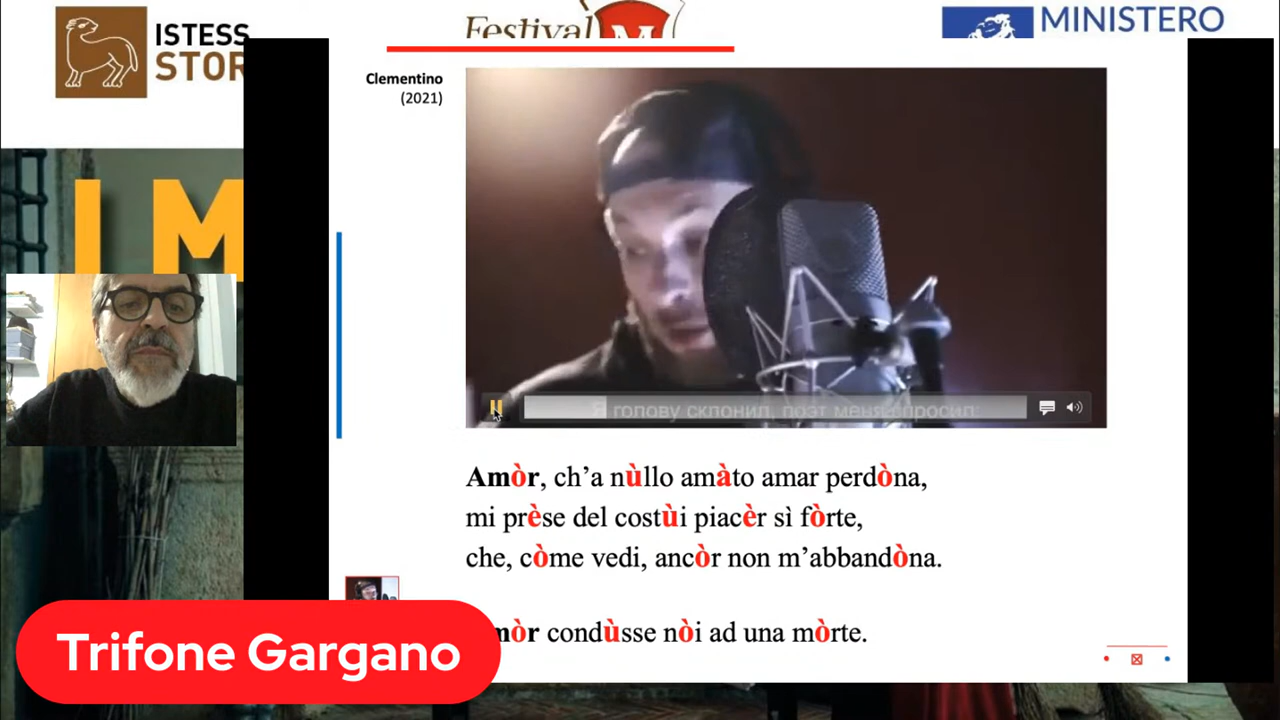 ISTESS
STOR
Festival
M
MINISTERO
Clementino
(2021)
I M
Я голову склонил, поэт меня спросил:
Amòr, ch’a nùllo amàto amar perdòna,
mi prèse del costùi piacèr sì fòrte,
che, còme vedi, ancòr non m’abbandòna.
mòr condùsse nòi ad una mòrte.
Trifone Gargano